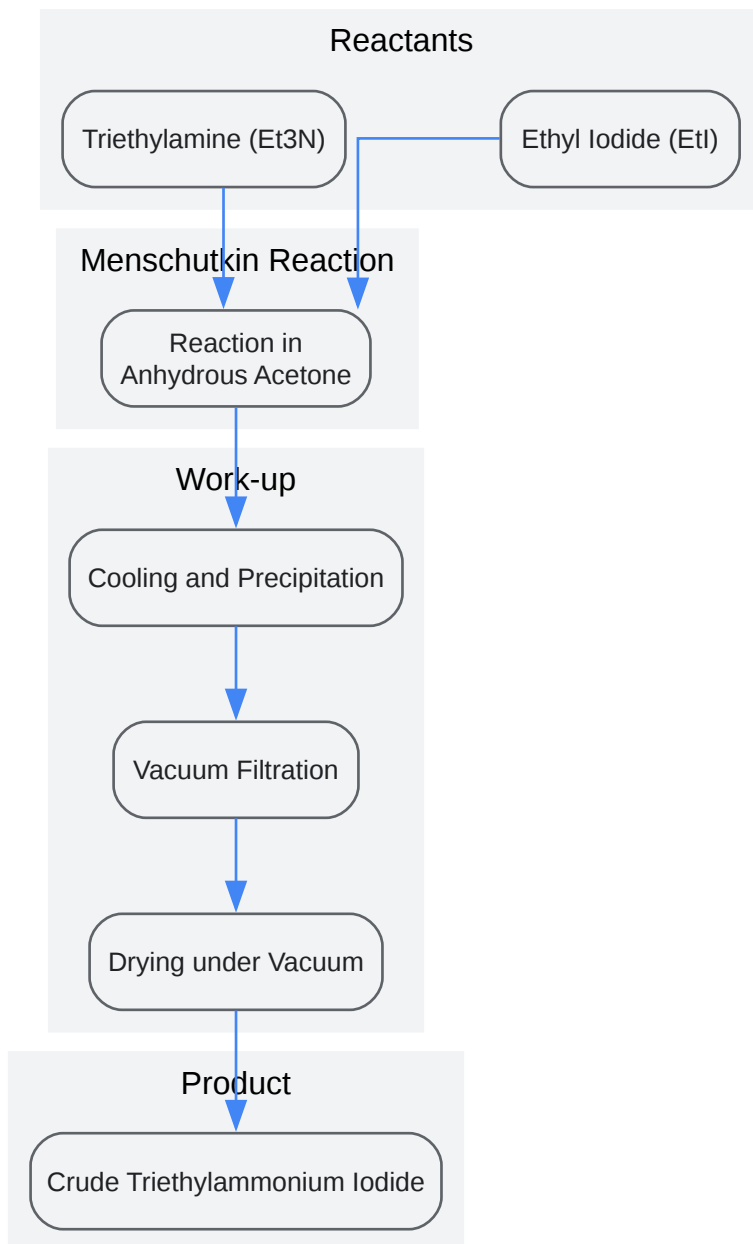 Reactants
Triethylamine (Et3N)
Ethyl Iodide (EtI)
Menschutkin Reaction
Reaction in
Anhydrous Acetone
Work-up
Cooling and Precipitation
Vacuum Filtration
Drying under Vacuum
Product
Crude Triethylammonium Iodide